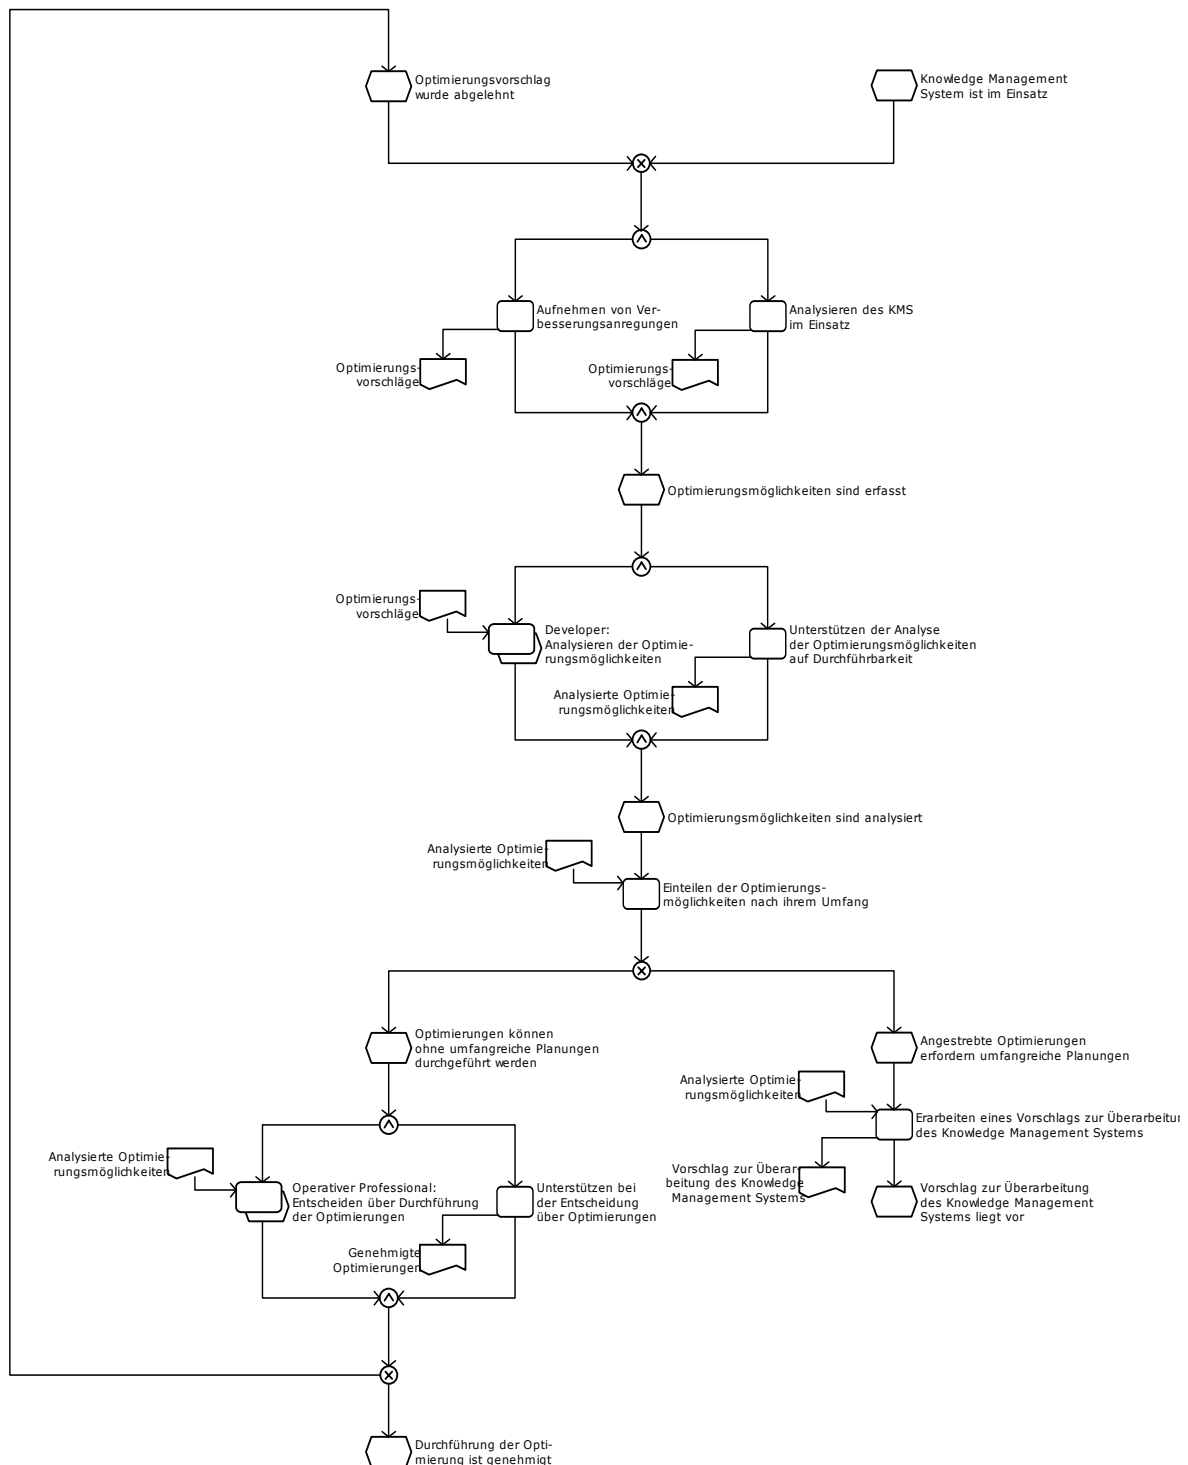 Optimierungsvorschlag
wurde abgelehnt
Knowledge Management
System ist im Einsatz
Aufnehmen von Ver-
besserungsanregungen
Analysieren des KMS
im Einsatz
Optimierungs-
vorschläge
Optimierungs-
vorschläge
Optimierungsmöglichkeiten sind erfasst
Optimierungs-
vorschläge
Developer:
Analysieren der Optimie-
rungsmöglichkeiten
Unterstützen der Analyse
der Optimierungsmöglichkeiten
auf Durchführbarkeit
Analysierte Optimie-
rungsmöglichkeiten
Optimierungsmöglichkeiten sind analysiert
Analysierte Optimie-
rungsmöglichkeiten
Einteilen der Optimierungs-
möglichkeiten nach ihrem Umfang
Optimierungen können
ohne umfangreiche Planungen
durchgeführt werden
Angestrebte Optimierungen
erfordern umfangreiche Planungen
Analysierte Optimie-
rungsmöglichkeiten
Erarbeiten eines Vorschlags zur
des Knowledge Management Systems
Analysierte Optimie-
rungsmöglichkeiten
Operativer Professional:
Entscheiden über Durchführung
der Optimierungen
Unterstützen bei
der Entscheidung
über Optimierungen
Vorschlag zur Überar-
beitung des Knowledge
Management Systems
Vorschlag zur Überarbeitung
des Knowledge Management
Systems liegt vor
Genehmigte
Optimierungen
Durchführung der Opti-
mierung ist genehmigt